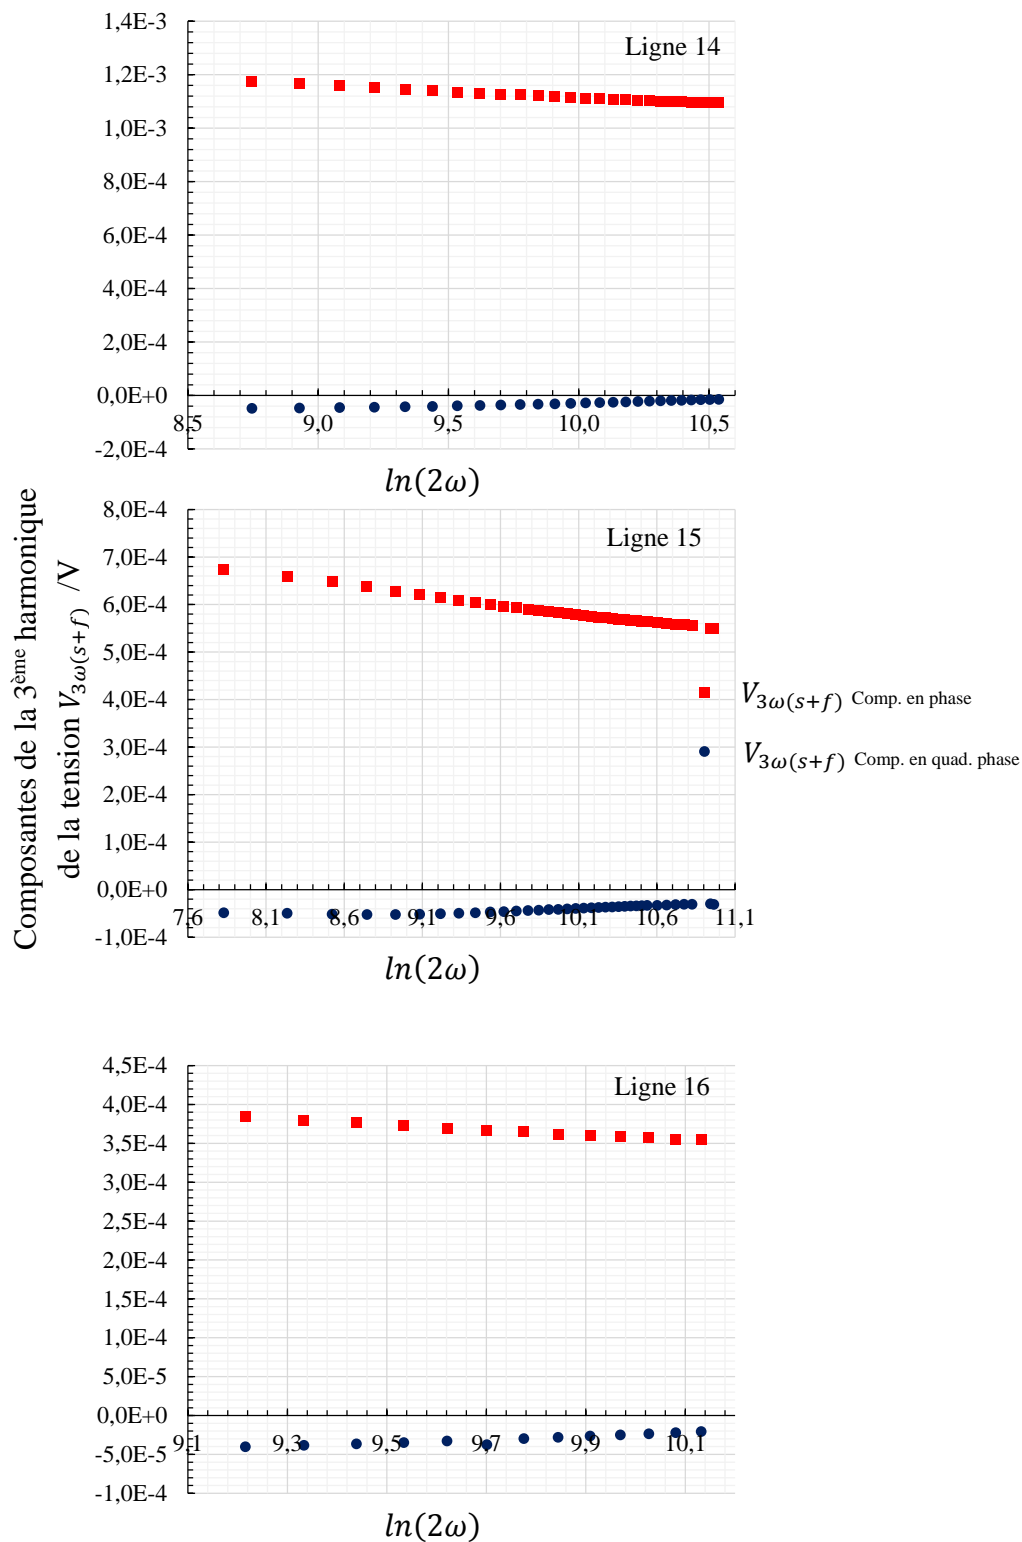 Composantes de la 3ème harmonique
de la tension V3ω(s+f) /V
Ligne 14
1,4E-3
1,2E-3
1,0E-3
8,0E-4
6,0E-4
4,0E-4
2,0E-4
0,0E+0
-2,0E-4
8,5 9,0 9,5 10,0 10,5
ln(2ω)
Ligne 15
8,0E-4
7,0E-4
6,0E-4
5,0E-4
4,0E-4
3,0E-4
2,0E-4
1,0E-4
0,0E+0
-1,0E-4
7,6 8,1 8,6 9,1 9,6 10,1 10,6 11,1
ln(2ω)
V3ω(s+f) Comp. en phase
V3ω(s+f) Comp. en quad. phase
Ligne 16
4,5E-4
4,0E-4
3,5E-4
3,0E-4
2,5E-4
2,0E-4
1,5E-4
1,0E-4
5,0E-5
0,0E+0
-5,0E-5
-1,0E-4
9,1 9,3 9,5 9,7 9,9 10,1
ln(2ω)